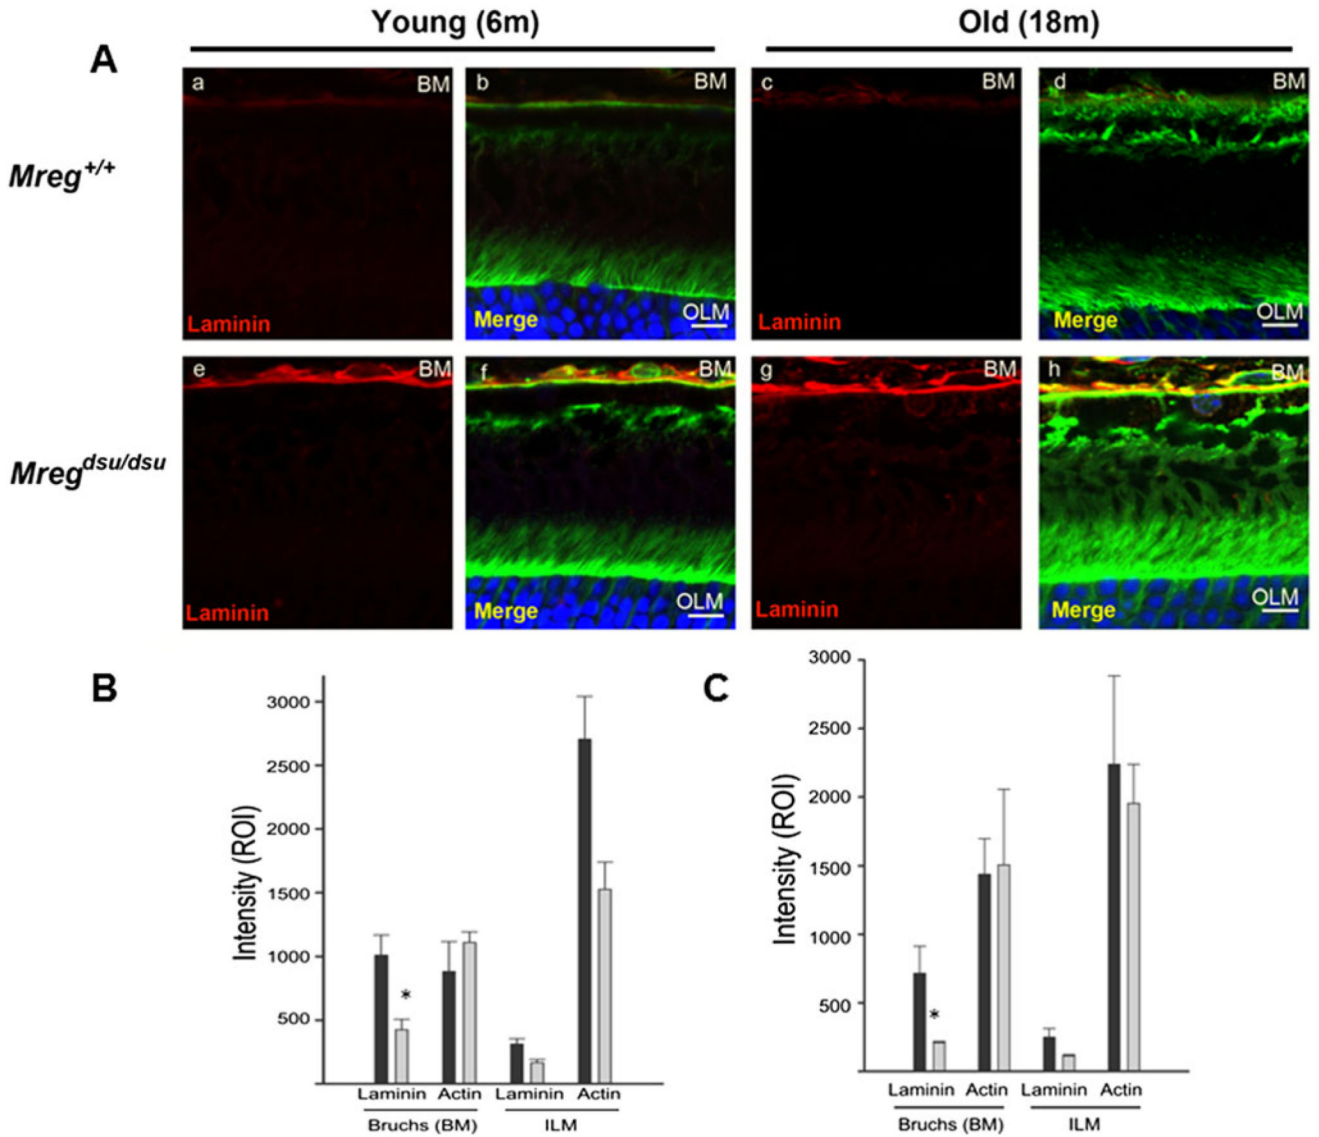 Young (6m)
Old (18m)
A
Mreg+/+
a
BM
Laminin
b
BM
OLM
Merge
c
BM
Laminin
d
BM
OLM
Merge
Mregdsu/dsu
e
BM
Laminin
f
BM
OLM
Merge
g
BM
Laminin
h
BM
OLM
Merge
B
Intensity (ROI)
3000
2500
2000
1500
1000
500
*
Laminin Actin Laminin Actin
Bruchs (BM) ILM
C
Intensity (ROI)
3000
2500
2000
1500
1000
500
*
Laminin Actin Laminin Actin
Bruchs (BM) ILM